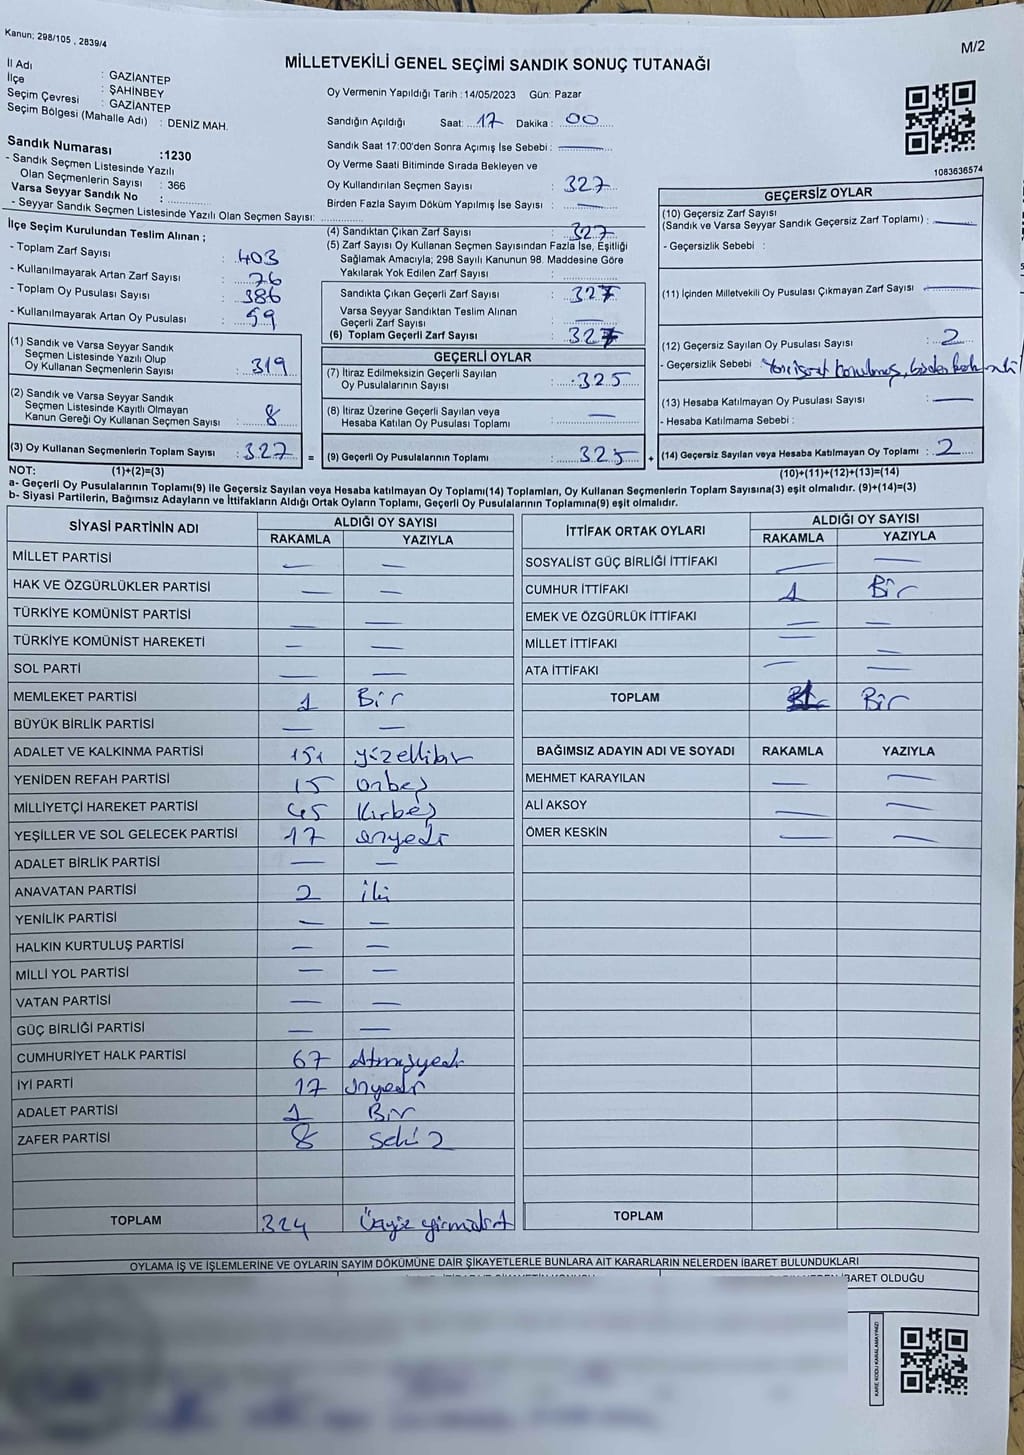 Kanun; 298/105 , 2839/4
M/2
MİLLETVEKİLİ GENEL SEÇİMİ SANDIK SONUÇ TUTANAĞI
İl Adı : GAZİANTEP
İlçe : ŞAHİNBEY
Seçim Çevresi : GAZİANTEP
Seçim Bölgesi (Mahalle Adı) : DENİZ MAH.
Sandık Numarası :1230
- Sandık Seçmen Listesinde Yazılı
Olan Seçmenlerin Sayısı : 366
Varsa Seyyar Sandık No :
- Seyyar Sandık Seçmen Listesinde Yazılı Olan Seçmen Sayısı:
Oy Vermenin Yapıldığı Tarih :14/05/2023 Gün: Pazar
Sandığın Açıldığı Saat: 17 Dakika : 00
Sandık Saat 17:00'den Sonra Açımış İse Sebebi : —
Oy Verme Saati Bitiminde Sırada Bekleyen ve
Oy Kullandırılan Seçmen Sayısı : 327
Birden Fazla Sayım Döküm Yapılmış İse Sayısı : —
1083636574
İlçe Seçim Kurulundan Teslim Alınan ;
- Toplam Zarf Sayısı : 403
- Kullanılmayarak Artan Zarf Sayısı : 76
- Toplam Oy Pusulası Sayısı : 386
- Kullanılmayarak Artan Oy Pusulası : 59
(1) Sandık ve Varsa Seyyar Sandık
Seçmen Listesinde Yazılı Olup
Oy Kullanan Seçmenlerin Sayısı : 319
(2) Sandık ve Varsa Seyyar Sandık
Seçmen Listesinde Kayıtlı Olmayan
Kanun Gereği Oy Kullanan Seçmen Sayısı : 8
(3) Oy Kullanan Seçmenlerin Toplam Sayısı : 327 =
(4) Sandıktan Çıkan Zarf Sayısı : 327
(5) Zarf Sayısı Oy Kullanan Seçmen Sayısından Fazla İse, Eşitliği
Sağlamak Amacıyla; 298 Sayılı Kanunun 98. Maddesine Göre
Yakılarak Yok Edilen Zarf Sayısı :
Sandıkta Çıkan Geçerli Zarf Sayısı : 327
Varsa Seyyar Sandıktan Teslim Alınan
Geçerli Zarf Sayısı : —
(6) Toplam Geçerli Zarf Sayısı : 327
GEÇERLİ OYLAR
(7) İtiraz Edilmeksizin Geçerli Sayılan
Oy Pusulalarının Sayısı : 325
(8) İtiraz Üzerine Geçerli Sayılan veya
Hesaba Katılan Oy Pusulası Toplamı : —
(9) Geçerli Oy Pusulalarının Toplamı : 325 +
GEÇERSİZ OYLAR
(10) Geçersiz Zarf Sayısı
(Sandık ve Varsa Seyyar Sandık Geçersiz Zarf Toplamı) : —
- Geçersizlik Sebebi :
(11) İçinden Milletvekili Oy Pusulası Çıkmayan Zarf Sayısı : —
(12) Geçersiz Sayılan Oy Pusulası Sayısı : 2
- Geçersizlik Sebebi :
(13) Hesaba Katılmayan Oy Pusulası Sayısı : —
- Hesaba Katılmama Sebebi :
(14) Geçersiz Sayılan veya Hesaba Katılmayan Oy Toplamı : 2
NOT: (1)+(2)=(3)
(10)+(11)+(12)+(13)=(14)
a- Geçerli Oy Pusulalarının Toplamı(9) ile Geçersiz Sayılan veya Hesaba katılmayan Oy Toplamı(14) Toplamları, Oy Kullanan Seçmenlerin Toplam Sayısına(3) eşit olmalıdır. (9)+(14)=(3)
b- Siyasi Partilerin, Bağımsız Adayların ve İttifakların Aldığı Ortak Oyların Toplamı, Geçerli Oy Pusulalarının Toplamına(9) eşit olmalıdır.
SİYASİ PARTİNİN ADI
ALDIĞI OY SAYISI
RAKAMLA YAZIYLA
MİLLET PARTİSİ — —
HAK VE ÖZGÜRLÜKLER PARTİSİ — —
TÜRKİYE KOMÜNİST PARTİSİ — —
TÜRKİYE KOMÜNİST HAREKETİ — —
SOL PARTİ — —
MEMLEKET PARTİSİ 1 Bir
BÜYÜK BİRLİK PARTİSİ — —
ADALET VE KALKINMA PARTİSİ 151 yüzellibir
YENİDEN REFAH PARTİSİ 15 onbeş
MİLLİYETÇİ HAREKET PARTİSİ 45 Kırbeş
YEŞİLLER VE SOL GELECEK PARTİSİ 17 onyedi
ADALET BİRLİK PARTİSİ — —
ANAVATAN PARTİSİ 2 iki
YENİLİK PARTİSİ — —
HALKIN KURTULUŞ PARTİSİ — —
MİLLİ YOL PARTİSİ — —
VATAN PARTİSİ — —
GÜÇ BİRLİĞİ PARTİSİ — —
CUMHURİYET HALK PARTİSİ 67 Atmışyedi
İYİ PARTİ 17 onyedi
ADALET PARTİSİ 1 Bir
ZAFER PARTİSİ 8 Sekiz
TOPLAM 324
İTTİFAK ORTAK OYLARI
ALDIĞI OY SAYISI
RAKAMLA YAZIYLA
SOSYALİST GÜÇ BİRLİĞİ İTTİFAKI — —
CUMHUR İTTİFAKI 1 Bir
EMEK VE ÖZGÜRLÜK İTTİFAKI — —
MİLLET İTTİFAKI — —
ATA İTTİFAKI — —
TOPLAM 1 Bir
BAĞIMSIZ ADAYIN ADI VE SOYADI RAKAMLA YAZIYLA
MEHMET KARAYILAN — —
ALİ AKSOY — —
ÖMER KESKİN — —
TOPLAM
OYLAMA İŞ VE İŞLEMLERİNE VE OYLARIN SAYIM DÖKÜMÜNE DAİR ŞİKAYETLERLE BUNLARA AİT KARARLARIN NELERDEN İBARET BULUNDUKLARI
İBARET OLDUĞU
KARE KODU KARALAMAYINIZ!